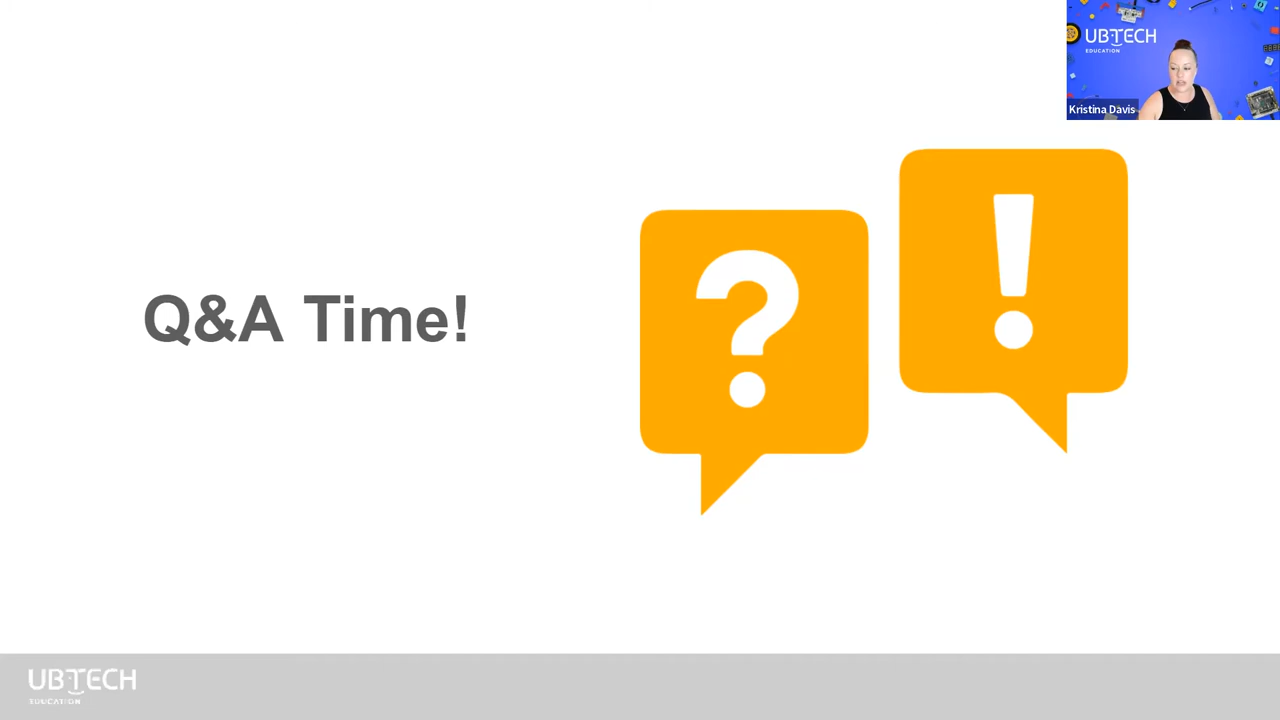 UBTECH
EDUCATION
Kristina Davis
?
!
Q&A Time!
UBTECH
EDUCATION